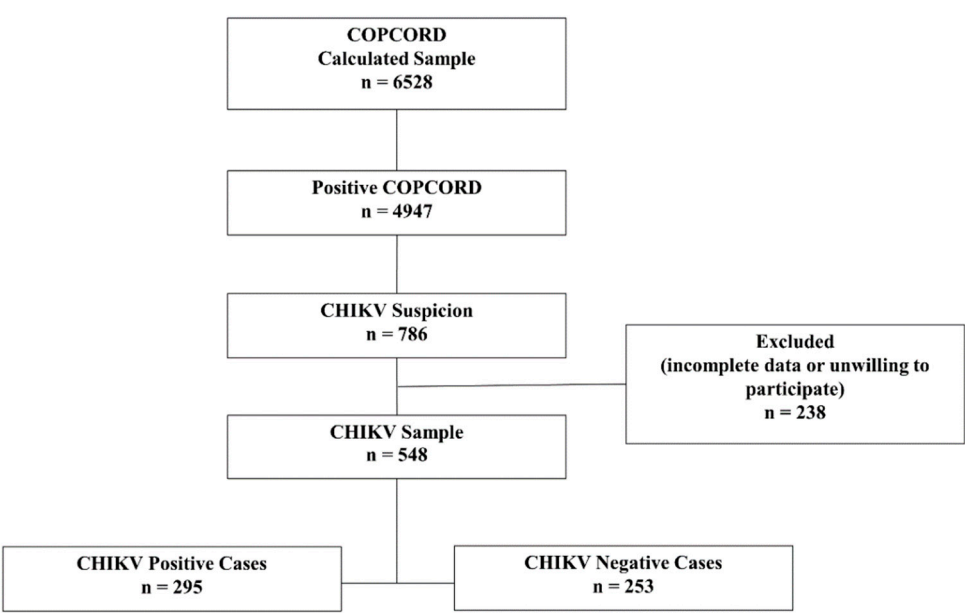 COPCORD
Calculated Sample
n = 6528
Positive COPCORD
n = 4947
CHIKV Suspicion
n = 786
Excluded
(incomplete data or unwilling to
participate)
n = 238
CHIKV Sample
n = 548
CHIKV Positive Cases
n = 295
CHIKV Negative Cases
n = 253